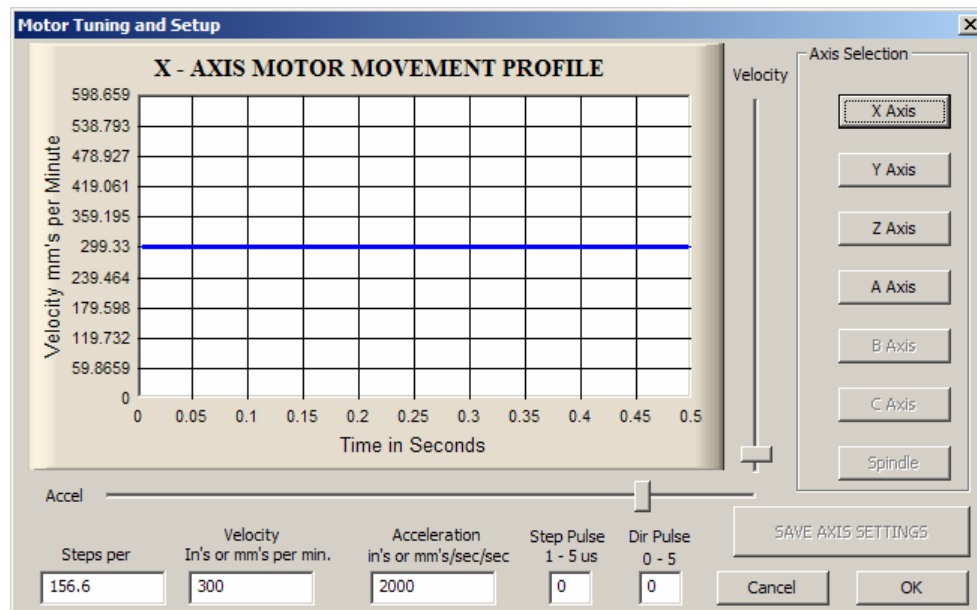 Motor Tuning and Setup
X - AXIS MOTOR MOVEMENT PROFILE
Velocity mm's per Minute
598.659
538.793
478.927
419.061
359.195
299.33
239.464
179.598
119.732
59.8659
0
0 0.05 0.1 0.15 0.2 0.25 0.3 0.35 0.4 0.45 0.5
Time in Seconds
Velocity
Axis Selection
X Axis
Y Axis
Z Axis
A Axis
B Axis
C Axis
Spindle
Accel
Steps per
156.6
Velocity
In's or mm's per min.
300
Acceleration
in's or mm's/sec/sec
2000
Step Pulse
1 - 5 us
0
Dir Pulse
0 - 5
0
SAVE AXIS SETTINGS
Cancel
OK